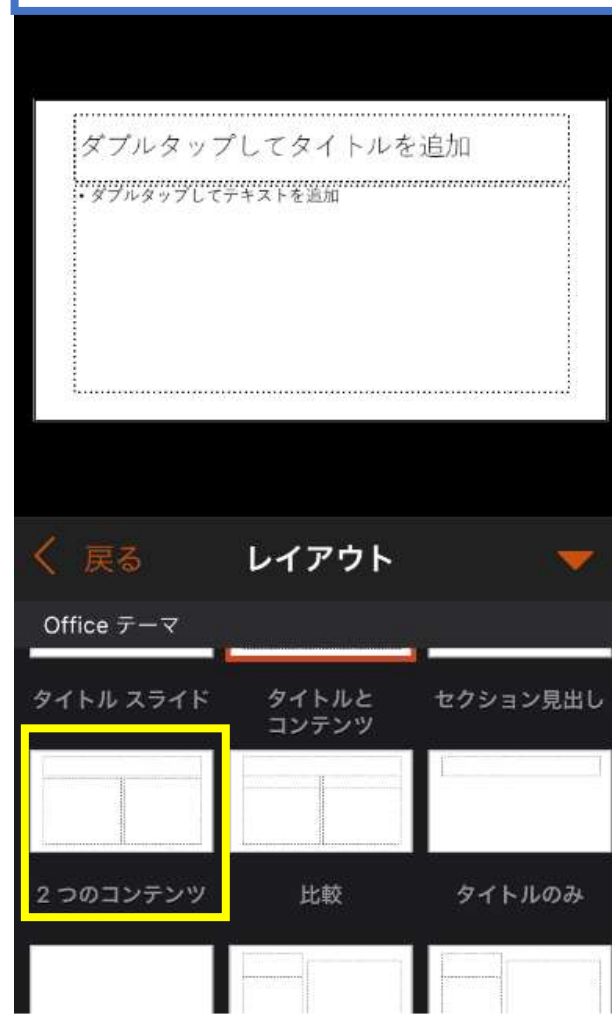 ダブルタップしてタイトルを追加
• ダブルタップしてテキストを追加
戻る レイアウト
Office テーマ
タイトル スライド タイトルと セクション見出し
コンテンツ
2 つのコンテンツ 比較 タイトルのみ